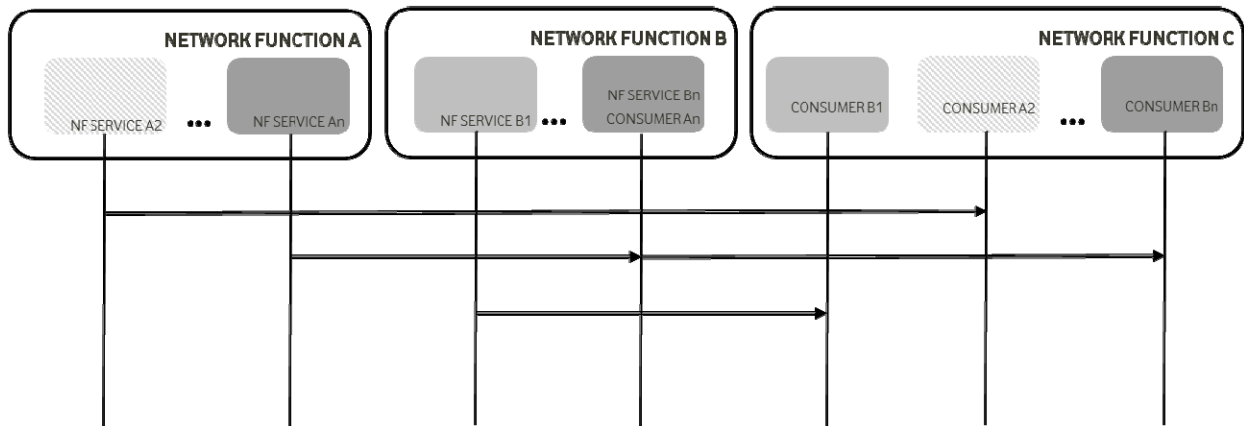 NETWORK FUNCTION A
NF SERVICE A2
...
NF SERVICE An
NETWORK FUNCTION B
NF SERVICE B1
...
NF SERVICE Bn
CONSUMER An
NETWORK FUNCTION C
CONSUMER B1
CONSUMER A2
...
CONSUMER Bn